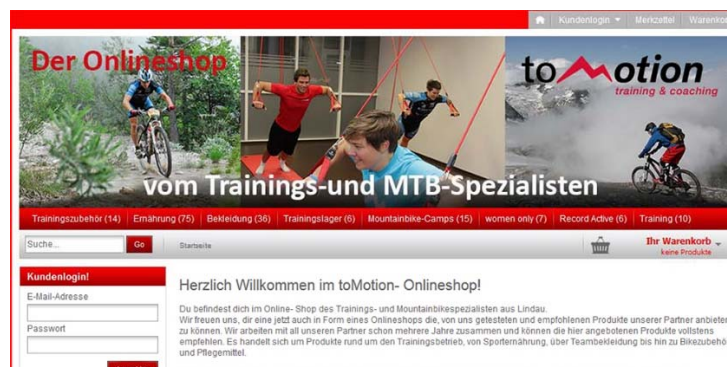 Kundenlogin Merkzettel Warenkorb
Der Onlineshop
toMotion
training & coaching
vom Trainings-und MTB-Spezialisten
Trainingszubehör (14) Ernährung (75) Bekleidung (36) Trainingslager (6) Mountainbike-Camps (15) women only (7) Record Active (6) Training (10)
Suche... Go Startseite Ihr Warenkorb
keine Produkte
Kundenlogin!
E-Mail-Adresse
Passwort
Herzlich Willkommen im toMotion- Onlineshop!
Du befindest dich im Online- Shop des Trainings- und Mountainbikespezialisten aus Lindau.
Wir freuen uns, dir eine jetzt auch in Form eines Onlineshops die, von uns getesteten und empfohlenen Produkte unserer Partner anbieten
zu können. Wir arbeiten mit all unseren Partner schon mehrere Jahre zusammen und können die hier angebotenen Produkte vollstens
empfehlen. Es handelt sich um Produkte rund um den Trainingsbetrieb, von Sporternährung, über Teambekleidung bis hin zu Bikezubehö
und Pflegemittel.